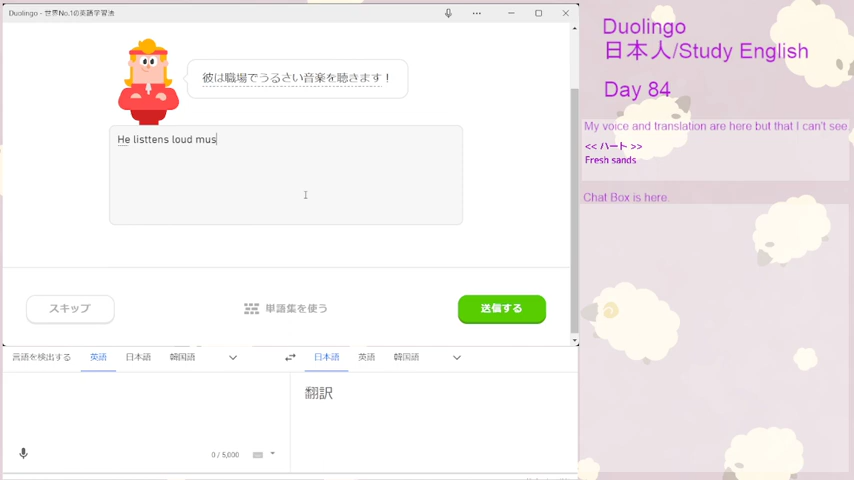 Duolingo - 世界No.1の英語学習法
彼は職場でうるさい音楽を聴きます！
He listtens loud mus
スキップ
単語集を使う
送信する
言語を検出する 英語 日本語 韓国語
日本語 英語 韓国語
翻訳
0 / 5,000
Duolingo
日本人/Study English
Day 84
My voice and translation are here but that I can't see
<< ハート >>
Fresh sands
Chat Box is here.